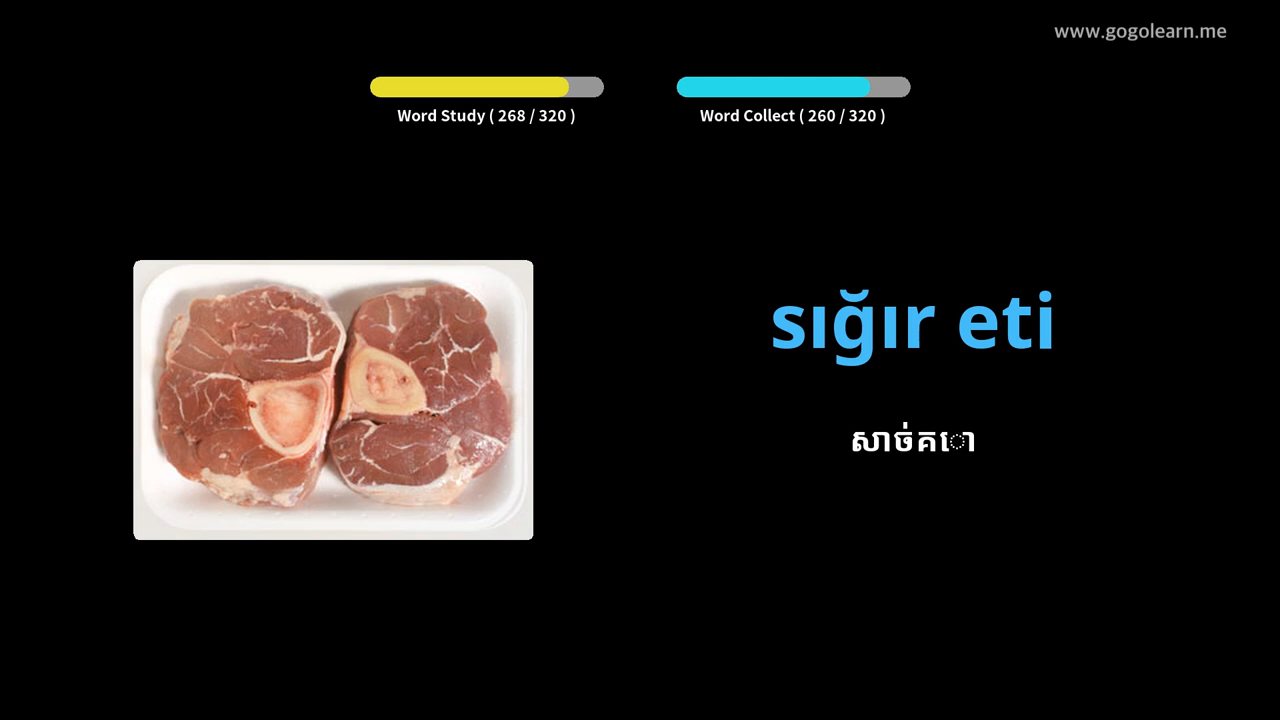 www.gogolearn.me
Word Study ( 268 / 320 )
Word Collect ( 260 / 320 )
sığır eti
សាច់គោ